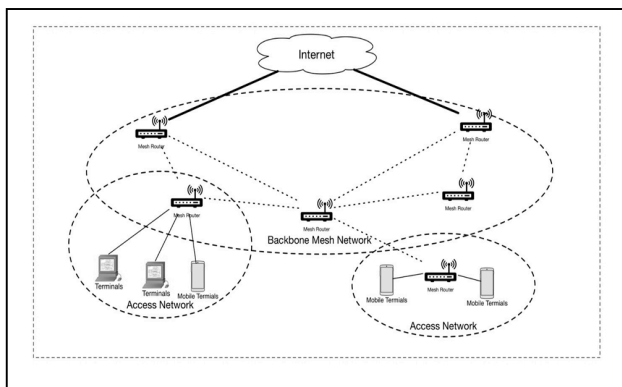 Internet
Mesh Router
Mesh Router
Mesh Router
Mesh Router
Mesh Router
Backbone Mesh Network
Terminals
Terminals
Mobile Termials
Access Network
Mobile Termials
Mesh Router
Mobile Termials
Access Network